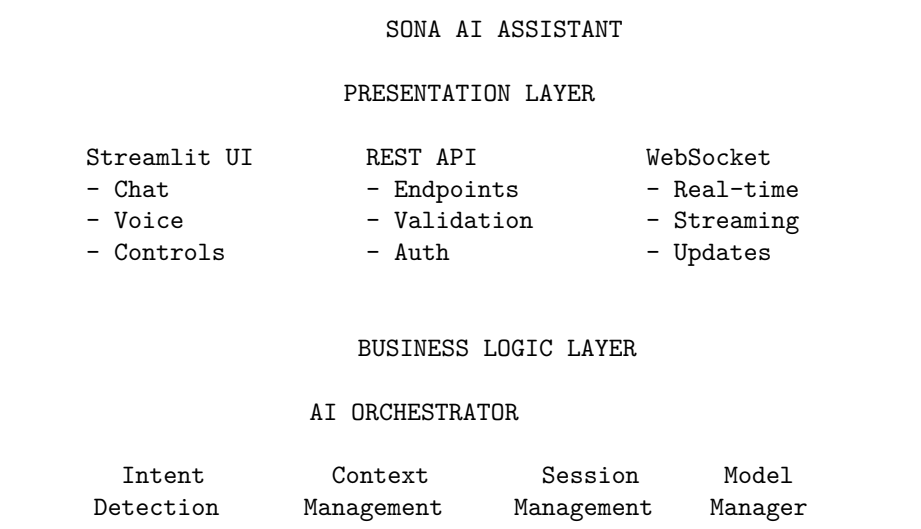 SONA AI ASSISTANT
PRESENTATION LAYER
Streamlit UI REST API WebSocket
- Chat - Endpoints - Real-time
- Voice - Validation - Streaming
- Controls - Auth - Updates
BUSINESS LOGIC LAYER
AI ORCHESTRATOR
Intent Context Session Model
Detection Management Management Manager